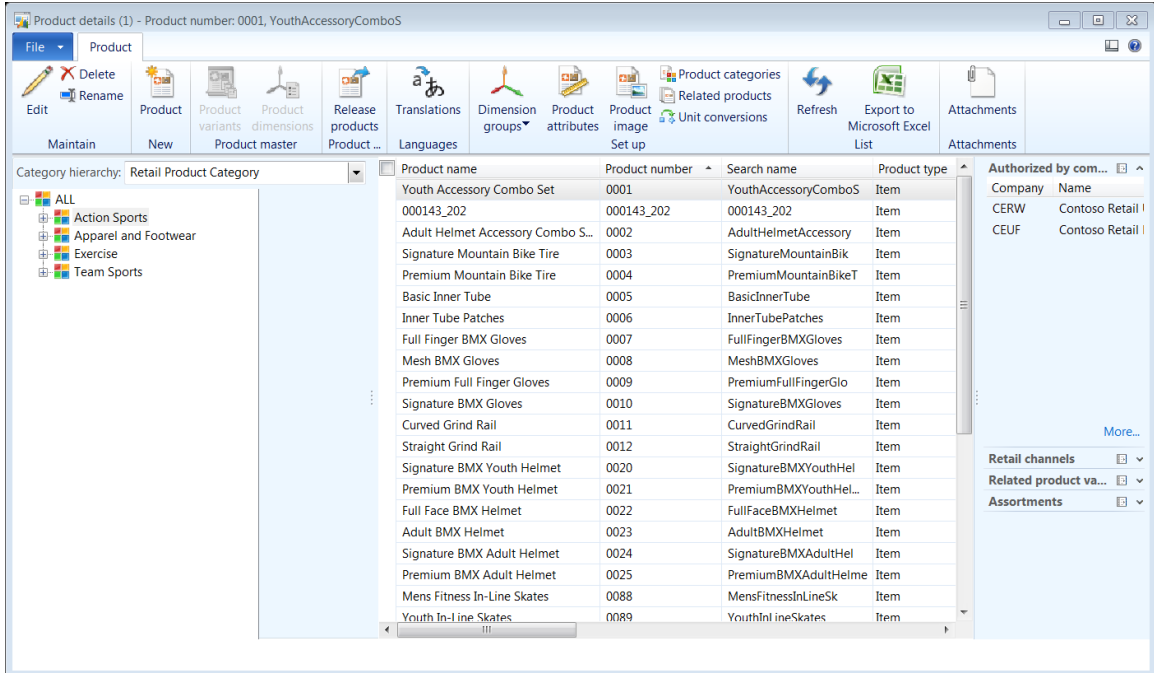 Product details (1) - Product number: 0001, YouthAccessoryComboS
File Product
Edit
Delete
Rename
Maintain
Product
New
Product variants
Product dimensions
Product master
Release products
Product ...
Translations
Languages
Dimension groups
Product attributes
Product image
Product categories
Related products
Unit conversions
Set up
Refresh
Export to Microsoft Excel
List
Attachments
Attachments
Category hierarchy: Retail Product Category
ALL
Action Sports
Apparel and Footwear
Exercise
Team Sports
Product name Product number Search name Product type
Youth Accessory Combo Set 0001 YouthAccessoryComboS Item
000143_202 000143_202 000143_202 Item
Adult Helmet Accessory Combo S... 0002 AdultHelmetAccessory Item
Signature Mountain Bike Tire 0003 SignatureMountainBik Item
Premium Mountain Bike Tire 0004 PremiumMountainBikeT Item
Basic Inner Tube 0005 BasicInnerTube Item
Inner Tube Patches 0006 InnerTubePatches Item
Full Finger BMX Gloves 0007 FullFingerBMXGloves Item
Mesh BMX Gloves 0008 MeshBMXGloves Item
Premium Full Finger Gloves 0009 PremiumFullFingerGlo Item
Signature BMX Gloves 0010 SignatureBMXGloves Item
Curved Grind Rail 0011 CurvedGrindRail Item
Straight Grind Rail 0012 StraightGrindRail Item
Signature BMX Youth Helmet 0020 SignatureBMXYouthHel Item
Premium BMX Youth Helmet 0021 PremiumBMXYouthHel... Item
Full Face BMX Helmet 0022 FullFaceBMXHelmet Item
Adult BMX Helmet 0023 AdultBMXHelmet Item
Signature BMX Adult Helmet 0024 SignatureBMXAdultHel Item
Premium BMX Adult Helmet 0025 PremiumBMXAdultHelme Item
Mens Fitness In-Line Skates 0088 MensFitnessInLineSk Item
Youth In-Line Skates 0089 YouthInLineSkates Item
Authorized by com...
Company Name
CERW Contoso Retail
CEUF Contoso Retail
More...
Retail channels
Related product va...
Assortments